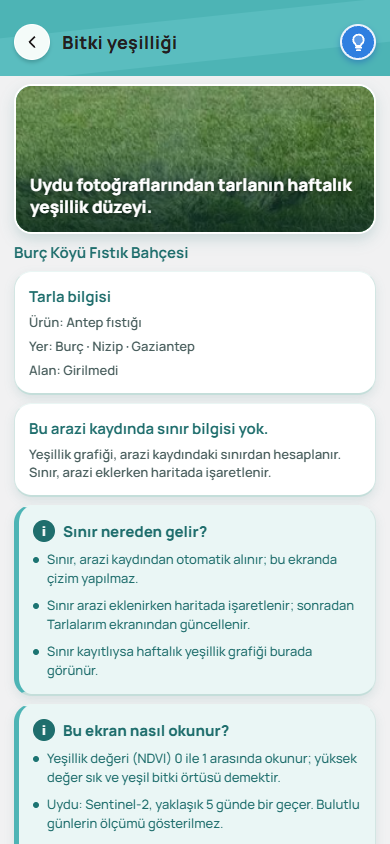 Bitki yeşilliği
Uydu fotoğraflarından tarlanın haftalık
yeşillik düzeyi.
Burç Köyü Fıstık Bahçesi
Tarla bilgisi
Ürün: Antep fıstığı
Yer: Burç · Nizip · Gaziantep
Alan: Girilmedi
Bu arazi kaydında sınır bilgisi yok.
Yeşillik grafiği, arazi kaydındaki sınırdan hesaplanır.
Sınır, arazi eklerken haritada işaretlenir.
i Sınır nereden gelir?
• Sınır, arazi kaydından otomatik alınır; bu ekranda
çizim yapılmaz.
• Sınır arazi eklenirken haritada işaretlenir; sonradan
Tarlalarım ekranından güncellenir.
• Sınır kayıtlıysa haftalık yeşillik grafiği burada
görünür.
i Bu ekran nasıl okunur?
• Yeşillik değeri (NDVI) 0 ile 1 arasında okunur; yüksek
değer sık ve yeşil bitki örtüsü demektir.
• Uydu: Sentinel-2, yaklaşık 5 günde bir geçer. Bulutlu
günlerin ölçümü gösterilmez.